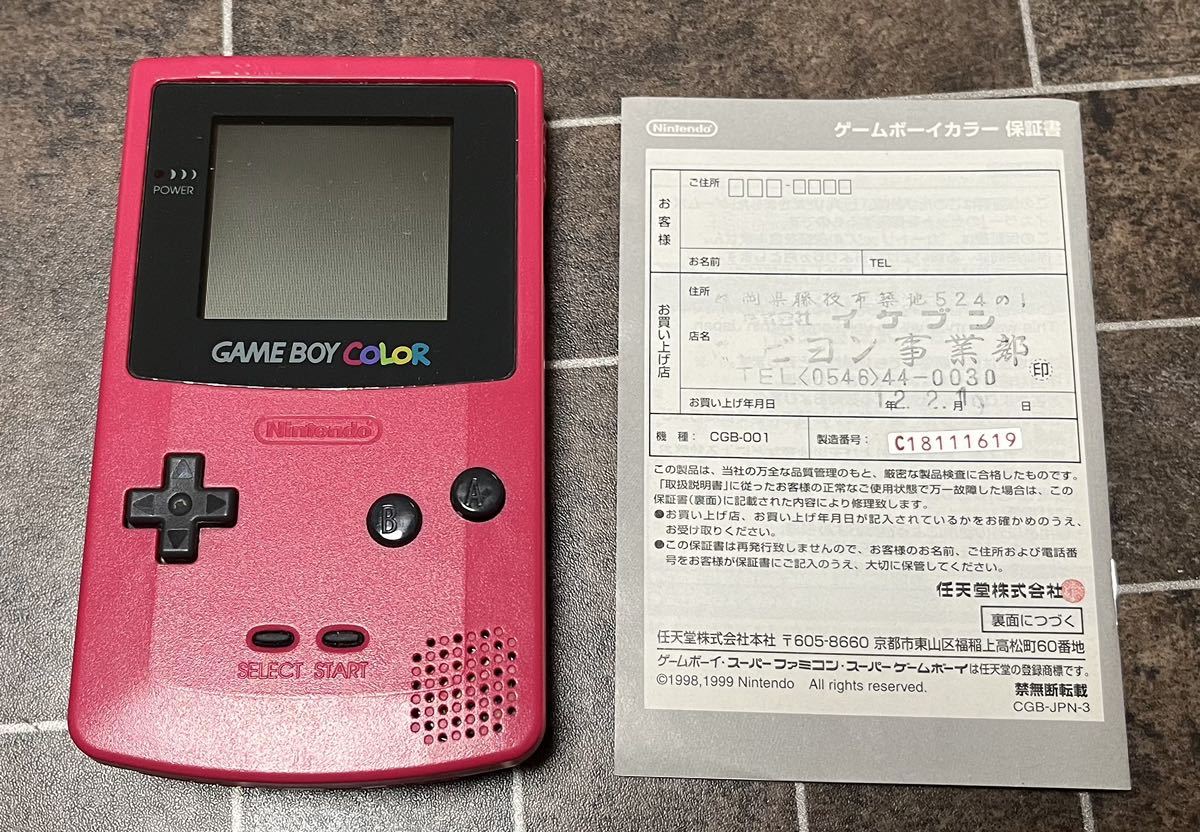 POWER
GAME BOY COLOR
Nintendo
B
A
SELECT START
Nintendo
ゲームボーイカラー 保証書
お客様
ご住所 □□□-□□□□
お名前
TEL
お買い上げ店
住所
岡県藤枝市築地524の1
店名
イケブン
ビヨン事業部
TEL<0546>44-0030
印
お買い上げ年月日 12年 2月 日
機 種: CGB-001
製造番号: C18111619
この製品は、当社の万全な品質管理のもと、厳密な製品検査に合格したものです。
「取扱説明書」に従ったお客様の正常なご使用状態で万一故障した場合は、この
保証書(裏面)に記載された内容により修理致します。
●お買い上げ店、お買い上げ年月日が記入されているかをお確かめのうえ、
お受け取りください。
●この保証書は再発行致しませんので、お客様のお名前、ご住所および電話番
号をお客様が保証書にご記入のうえ、大切に保管してください。
任天堂株式会社
裏面につづく
任天堂株式会社本社 〒605-8660 京都市東山区福稲上高松町60番地
ゲームボーイ・スーパーファミコン・スーパーゲームボーイは任天堂の登録商標です。
©1998,1999 Nintendo All rights reserved.
禁無断転載
CGB-JPN-3